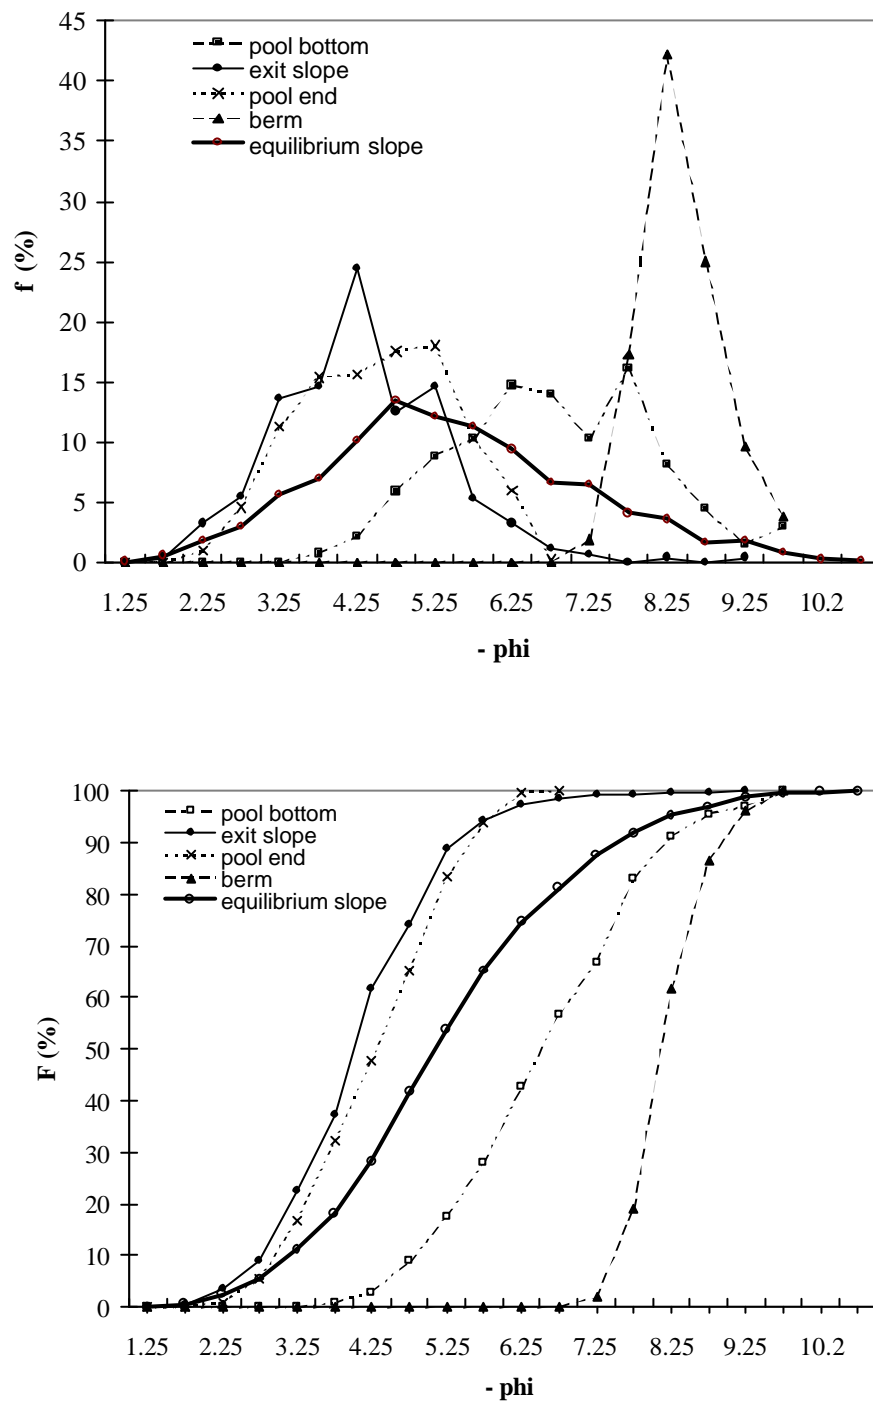 45
40
35
30
25
20
15
10
5
0
f (%)
pool bottom
exit slope
pool end
berm
equilibrium slope
1.25 2.25 3.25 4.25 5.25 6.25 7.25 8.25 9.25 10.2
- phi
100
90
80
70
60
50
40
30
20
10
0
F (%)
pool bottom
exit slope
pool end
berm
equilibrium slope
1.25 2.25 3.25 4.25 5.25 6.25 7.25 8.25 9.25 10.2
- phi